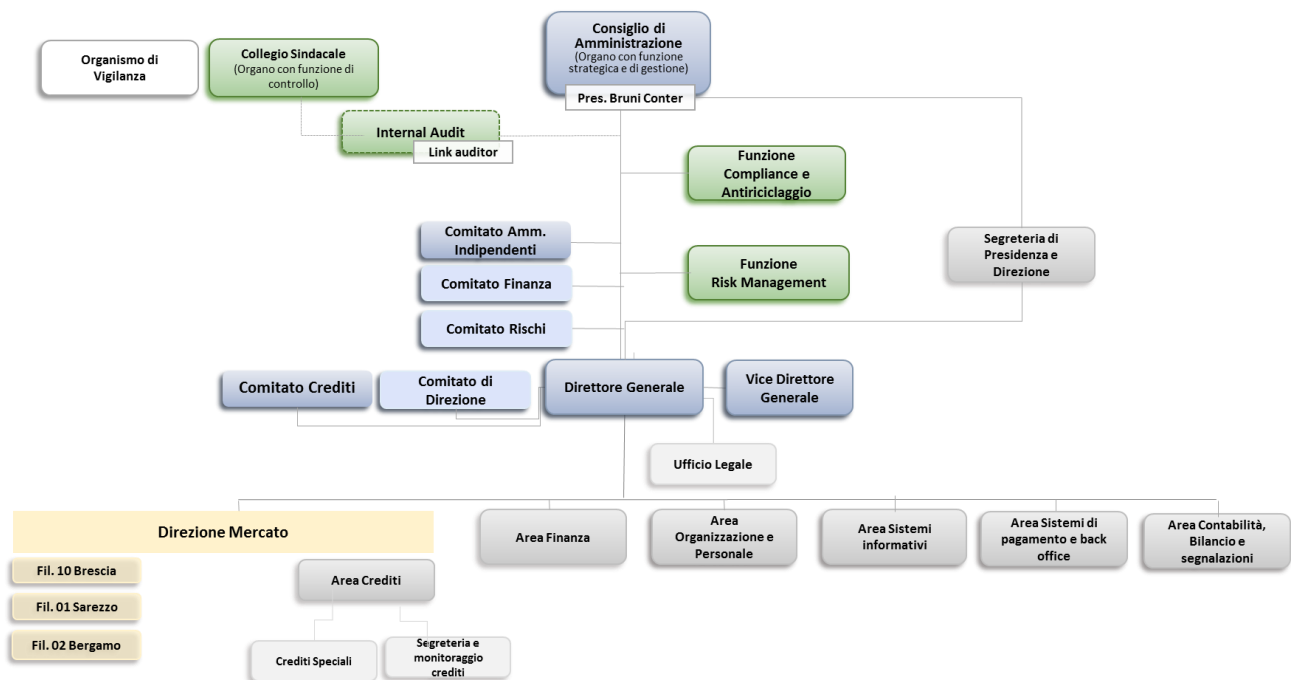 Consiglio di
Amministrazione
(Organo con funzione
strategica e di gestione)
Pres. Bruni Conter
Organismo di
Vigilanza
Collegio Sindacale
(Organo con funzione di
controllo)
Internal Audit
Link auditor
Funzione
Compliance e
Antiriciclaggio
Comitato Amm.
Indipendenti
Segreteria di
Presidenza e
Direzione
Funzione
Risk Management
Comitato Finanza
Comitato Rischi
Comitato Crediti
Comitato di
Direzione
Direttore Generale
Vice Direttore
Generale
Ufficio Legale
Direzione Mercato
Area Finanza
Area
Organizzazione e
Personale
Area Sistemi
informativi
Area Sistemi di
pagamento e back
office
Area Contabilità,
Bilancio e
segnalazioni
Fil. 10 Brescia
Fil. 01 Sarezzo
Fil. 02 Bergamo
Area Crediti
Crediti Speciali
Segreteria e
monitoraggio
crediti